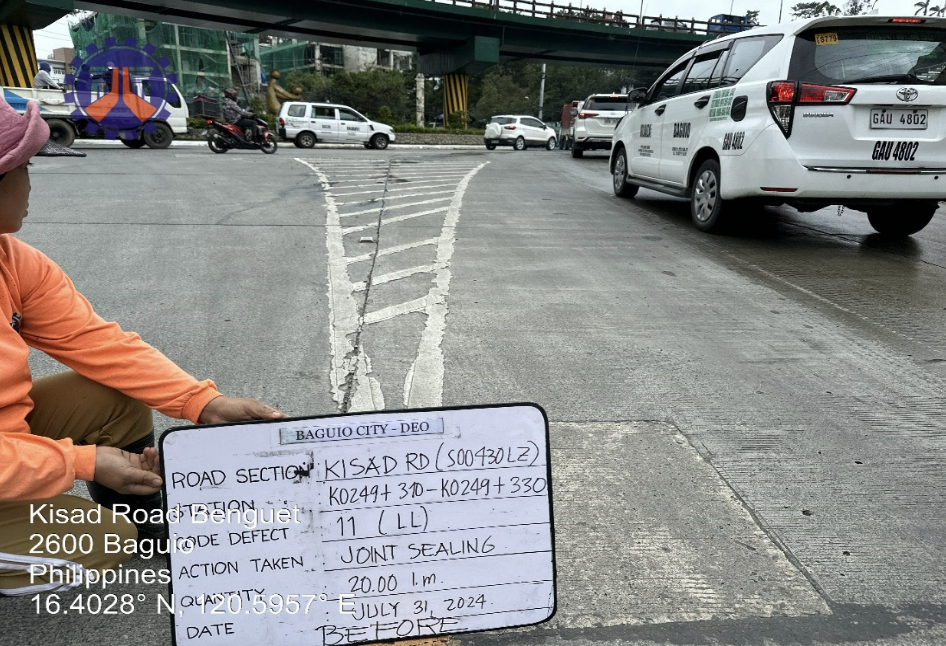 GAU 4802
BAGUIO
GAU 4802
GAU 4802
BAGUIO CITY - DEO
ROAD SECTION : KISAD RD (S00430LZ)
STATION : K0249+310-K0249+330
CODE DEFECT : 11 (LL)
ACTION TAKEN : JOINT SEALING
QUANTITY : 20.00 l.m.
DATE : JULY 31, 2024
BEFORE
Kisad Road Benguet
2600 Baguio
Philippines
16.4028° N, 120.5957° E